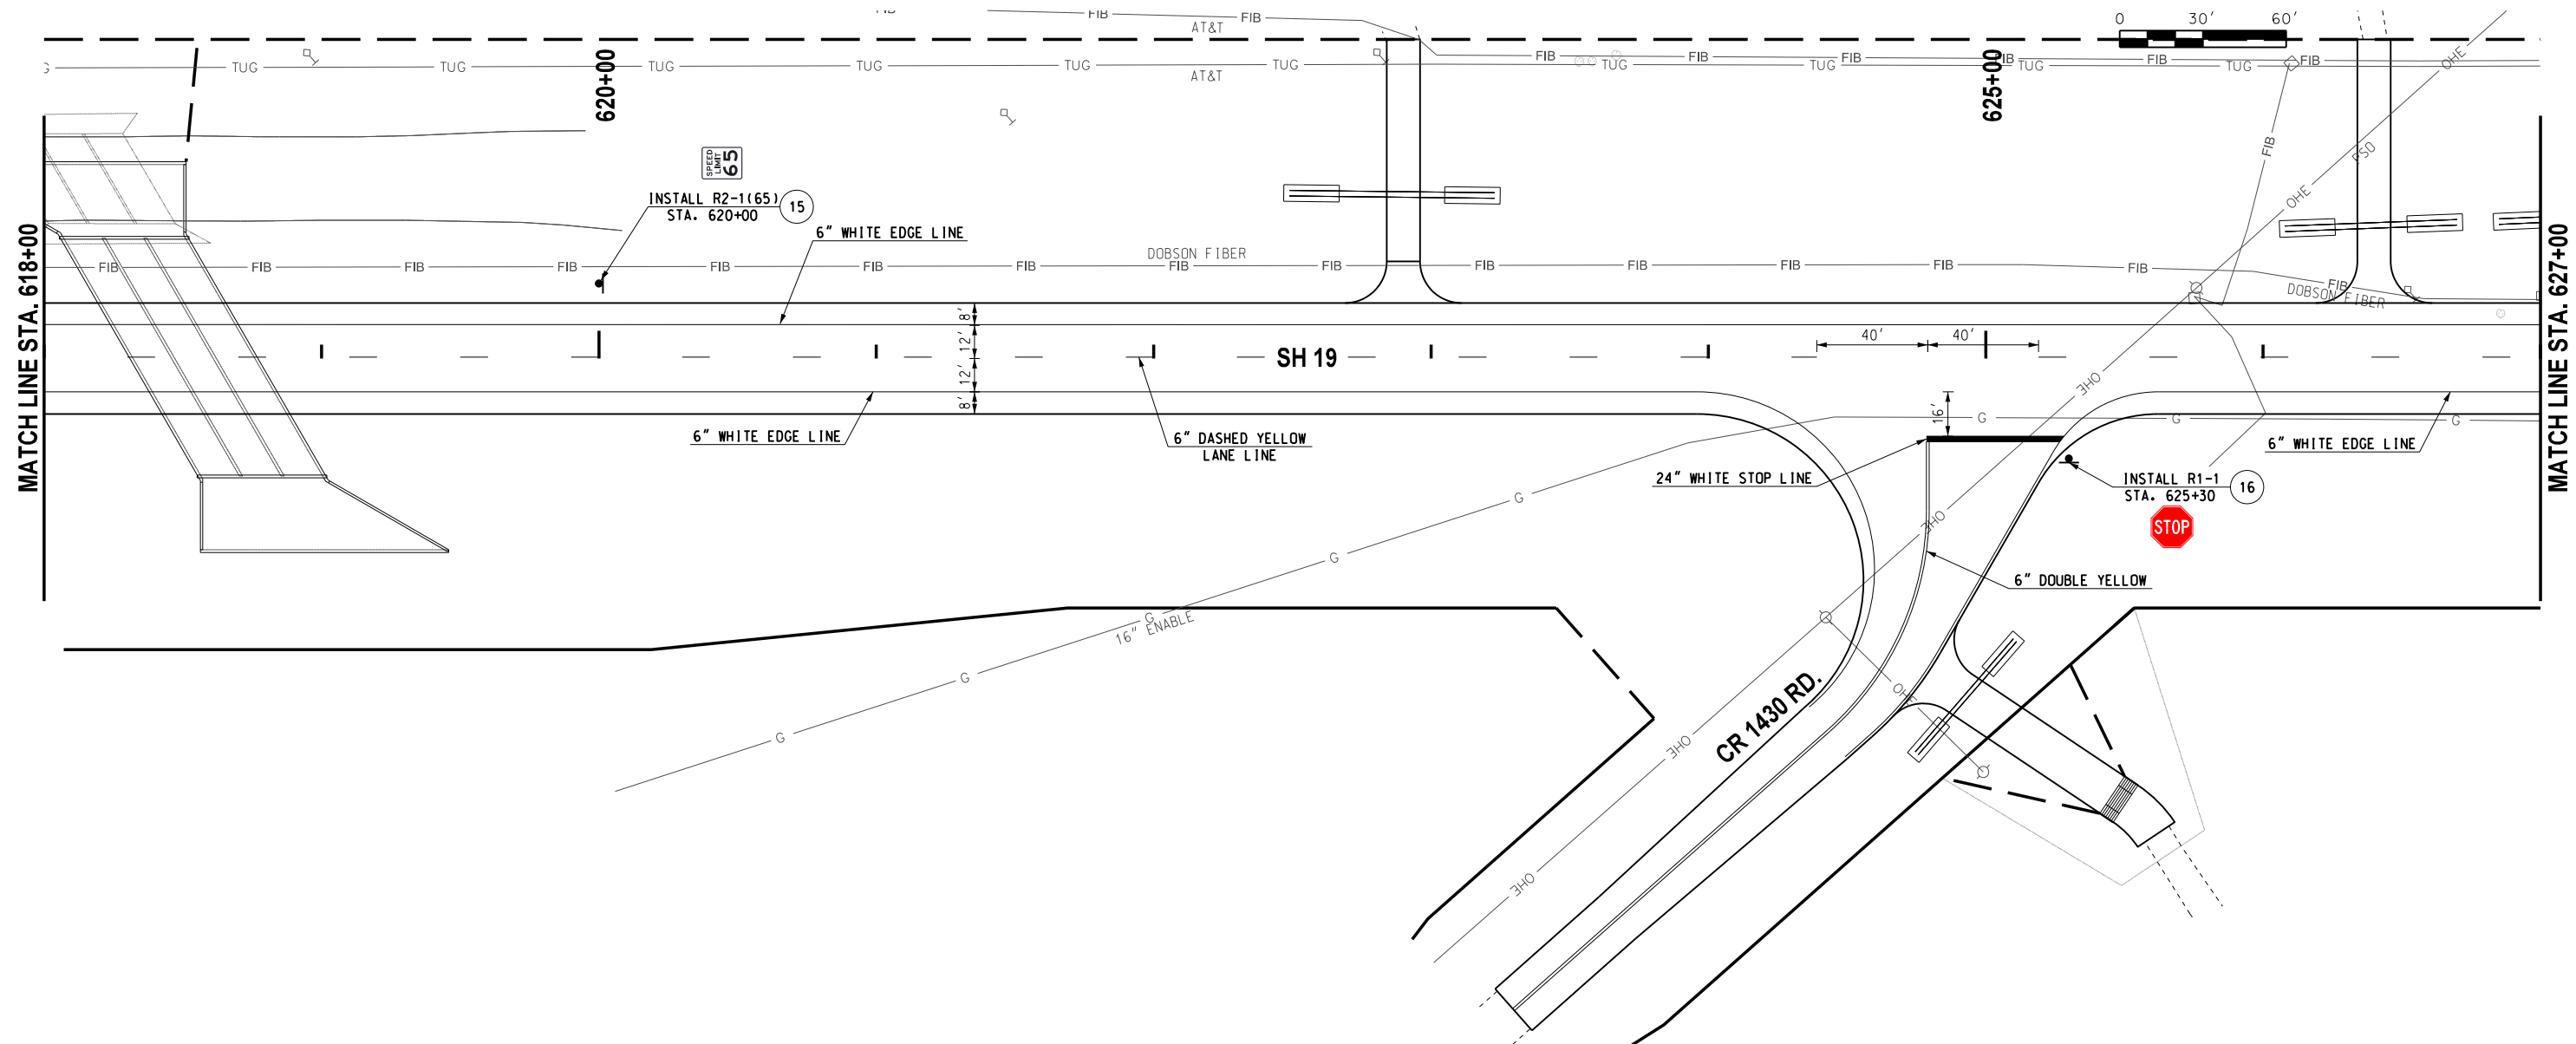 FIB
FIB
AT&T
0 30' 60'
TUG TUG TUG TUG TUG TUG TUG TUG TUG TUG
FIB FIB FIB FIB FIB FIB
AT&T
G
620+00
625+00
OHE
FIB
PSO
OHE
SPEED
LIMIT
65
INSTALL R2-1(65)
STA. 620+00
15
6" WHITE EDGE LINE
DOBSON FIBER
FIB FIB FIB FIB FIB FIB FIB FIB FIB FIB FIB FIB FIB FIB FIB
FIB
DOBSON FIBER
MATCH LINE STA. 618+00
MATCH LINE STA. 627+00
8'
12'
12'
8'
SH 19
40' 40'
OHE
16'
G G G
6" WHITE EDGE LINE
6" DASHED YELLOW
LANE LINE
6" WHITE EDGE LINE
24" WHITE STOP LINE
INSTALL R1-1
STA. 625+30
16
STOP
G
OHE
G
6" DOUBLE YELLOW
G
16" ENABLE
G
OHE
CR 1430 RD.
G
OHE
OHE